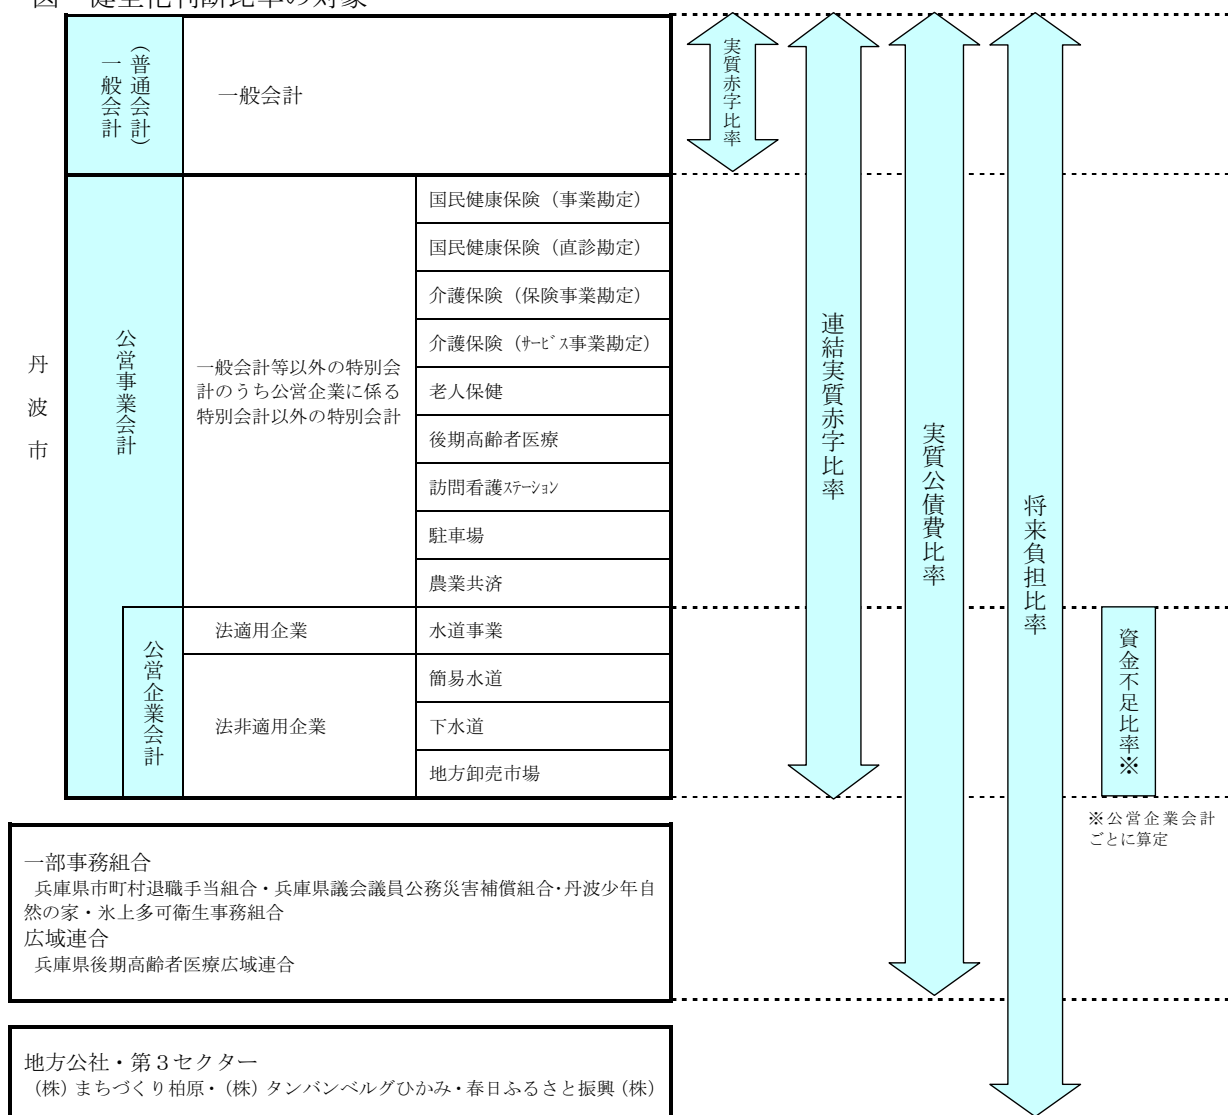 図　健全化判断比率の対象
丹波市
一般会計
（普通会計）
一般会計
公営事業会計
一般会計等以外の特別会
計のうち公営企業に係る
特別会計以外の特別会計
国民健康保険（事業勘定）
国民健康保険（直診勘定）
介護保険（保険事業勘定）
介護保険（ｻｰﾋﾞｽ事業勘定）
老人保健
後期高齢者医療
訪問看護ｽﾃｰｼｮﾝ
駐車場
農業共済
公営企業会計
法適用企業
水道事業
法非適用企業
簡易水道
下水道
地方卸売市場
実質赤字比率
連結実質赤字比率
実質公債費比率
将来負担比率
資金不足比率※
※公営企業会計
ごとに算定
一部事務組合
兵庫県市町村退職手当組合・兵庫県議会議員公務災害補償組合・丹波少年自
然の家・氷上多可衛生事務組合
広域連合
兵庫県後期高齢者医療広域連合
地方公社・第３セクター
（株）まちづくり柏原・（株）タンバンベルグひかみ・春日ふるさと振興（株）